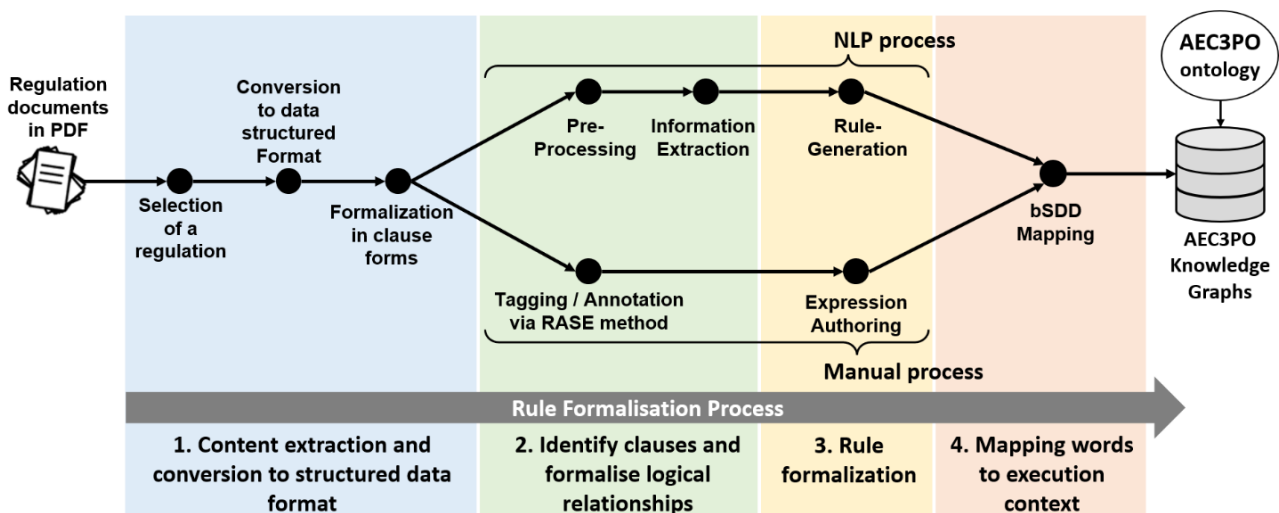 Regulation
documents
in PDF
Selection
of a
regulation
Conversion
to data
structured
Format
Formalization
in clause
forms
NLP process
Pre-
Processing
Information
Extraction
Rule-
Generation
Tagging / Annotation
via RASE method
Expression
Authoring
Manual process
bSDD
Mapping
AEC3PO
ontology
AEC3PO
Knowledge
Graphs
Rule Formalisation Process
1. Content extraction and
conversion to structured data
format
2. Identify clauses and
formalise logical
relationships
3. Rule
formalization
4. Mapping words
to execution
context